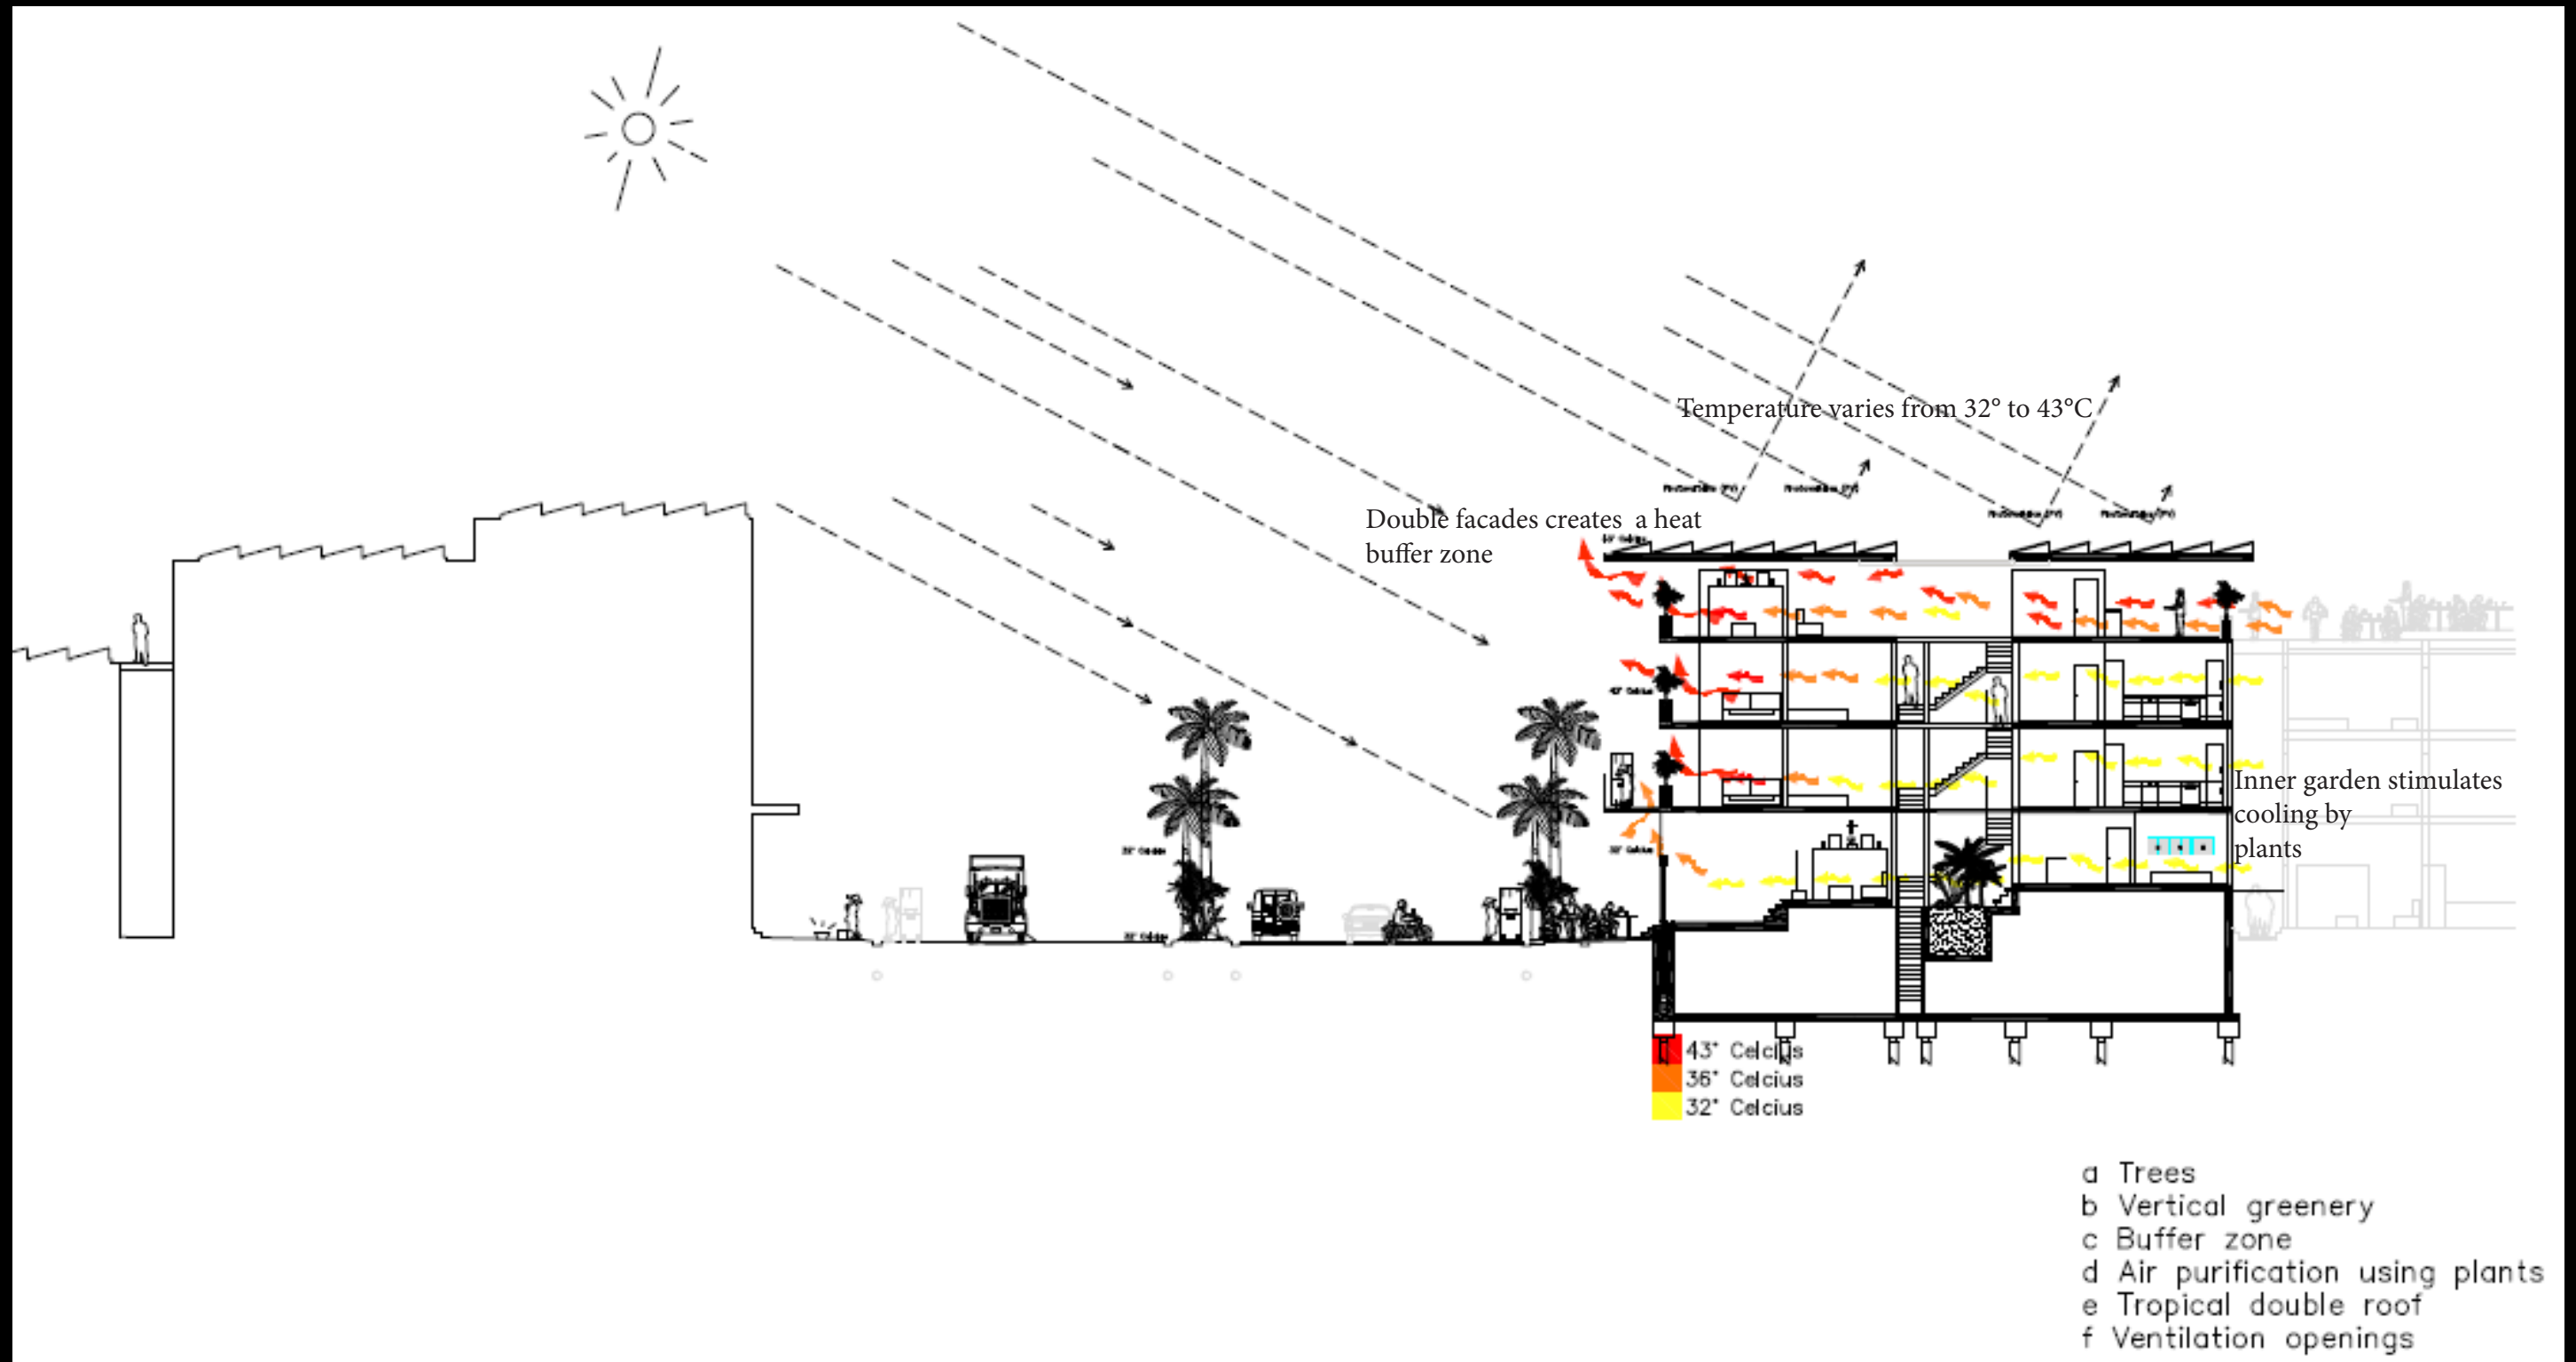 Temperature varies from 32° to 43°C
Double facades creates a heat
buffer zone
Inner garden stimulates
cooling by
plants
43° Celcius
36° Celcius
32° Celcius
a Trees
b Vertical greenery
c Buffer zone
d Air purification using plants
e Tropical double roof
f Ventilation openings